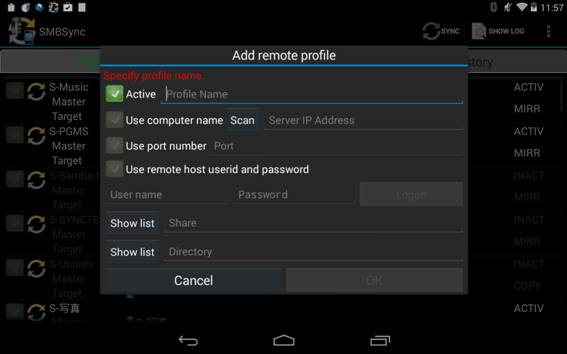 11:57
SMBSync
SYNC
SHOW LOG
Add remote profile
Specify profile name.
Active
Profile Name
Use computer name
Scan
Server IP Address
Use port number
Port
Use remote host userid and password
User name
Password
Logon
Show list
Share
Show list
Directory
Cancel
OK
S-Music
Master
Target
ACTIV
MIRR
S-PGMS
Master
Target
ACTIV
MIRR
Master
Target
INACT
MIRR
S-SYNCTE
Master
Target
INACT
MIRR
S-Ubuntu
Master
Target
INACT
COPY
S-写真
ACTIV